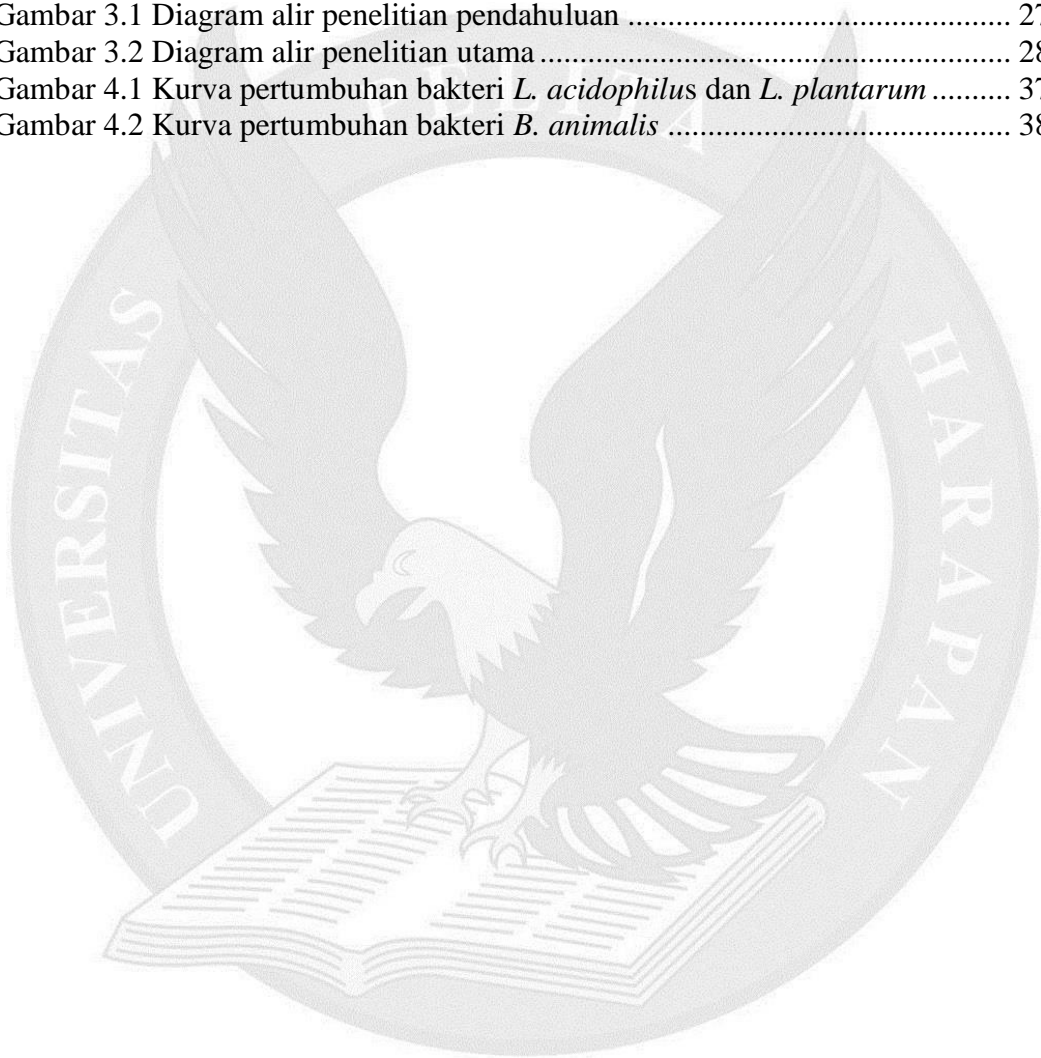 Gambar 3.1 Diagram alir penelitian pendahuluan ............................................ 27
Gambar 3.2 Diagram alir penelitian utama ....................................................... 28
Gambar 4.1 Kurva pertumbuhan bakteri L. acidophilus dan L. plantarum .......... 37
Gambar 4.2 Kurva pertumbuhan bakteri B. animalis ........................................ 38
UNIVERSITAS PELITA HARAPAN